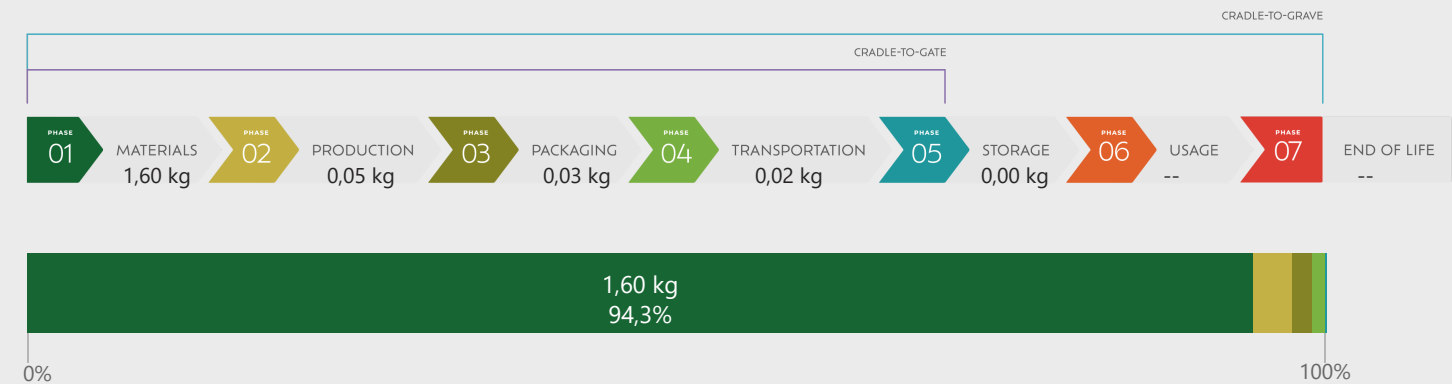 CRADLE-TO-GRAVE
CRADLE-TO-GATE
PHASE
01
MATERIALS
1,60 kg
PHASE
02
PRODUCTION
0,05 kg
PHASE
03
PACKAGING
0,03 kg
PHASE
04
TRANSPORTATION
0,02 kg
PHASE
05
STORAGE
0,00 kg
PHASE
06
USAGE
--
PHASE
07
END OF LIFE
--
1,60 kg
94,3%
0%
100%